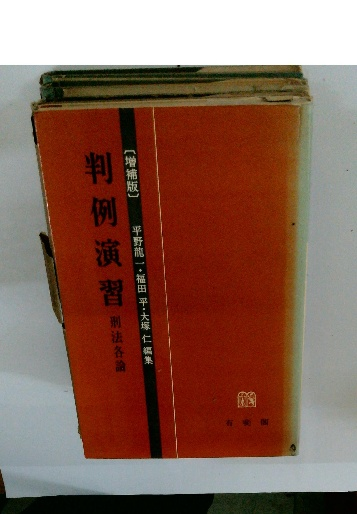 判例演習
刑法各論
〔増補版〕
平野龍一・福田 平・大塚 仁 編集
有斐閣